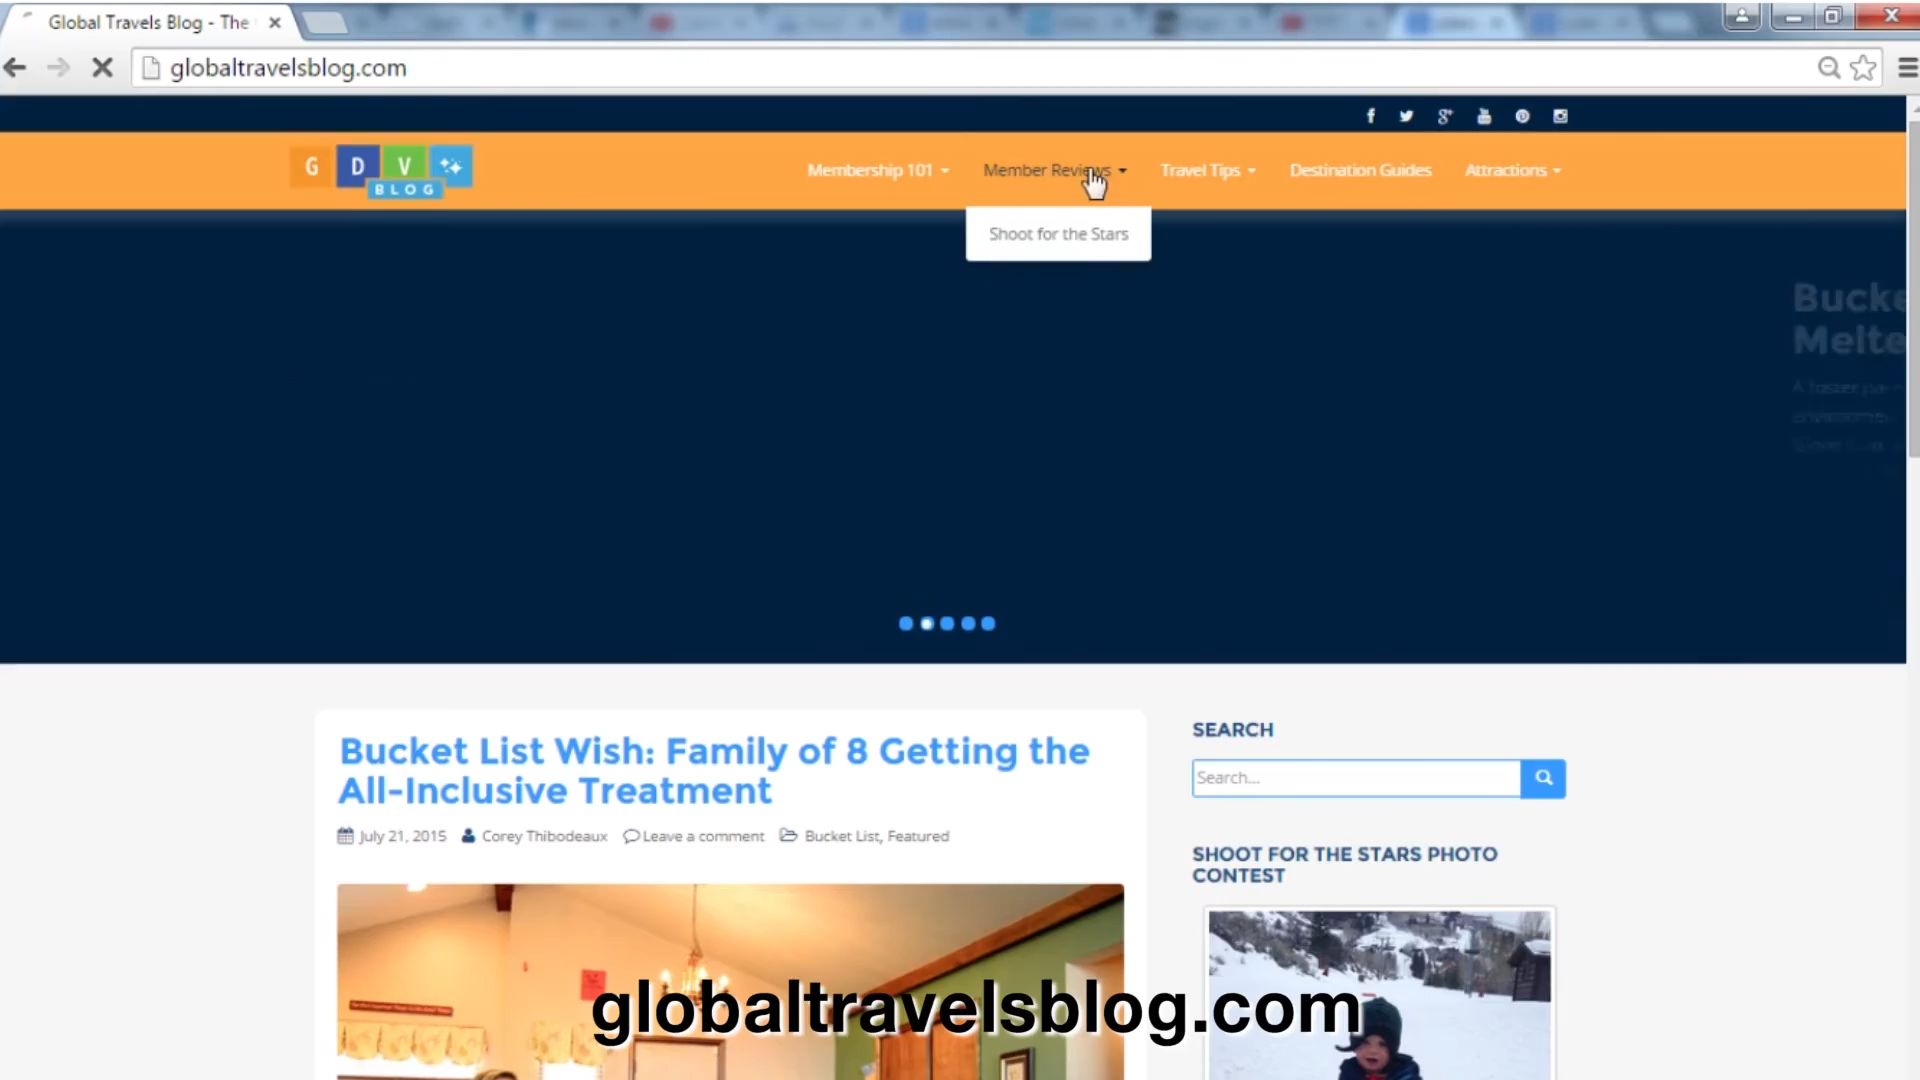 Global Travels Blog - The
globaltravelsblog.com
G D V
BLOG
Membership 101
Member Reviews
Travel Tips
Destination Guides
Attractions
Shoot for the Stars
Bucke
Melte
Bucket List Wish: Family of 8 Getting the
All-Inclusive Treatment
July 21, 2015 Corey Thibodeaux Leave a comment Bucket List, Featured
SEARCH
Search...
SHOOT FOR THE STARS PHOTO
CONTEST
globaltravelsblog.com